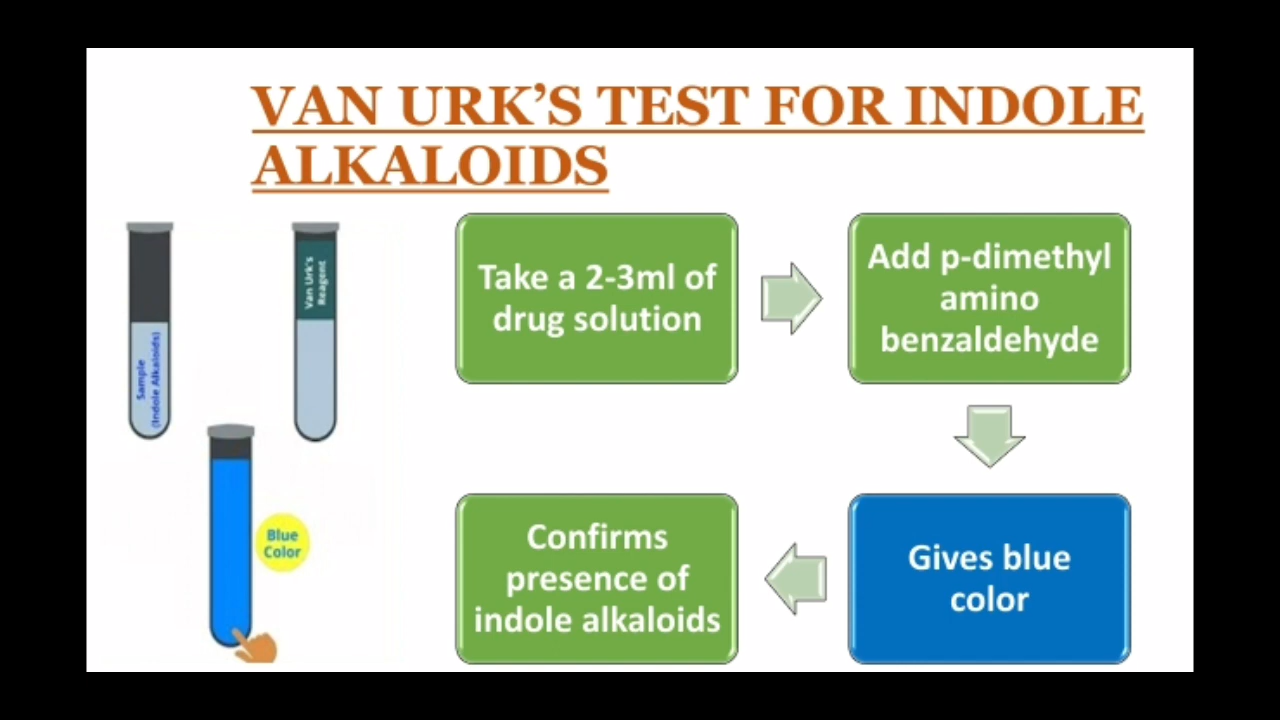 VAN URK'S TEST FOR INDOLE
ALKALOIDS
Take a 2-3ml of
drug solution
Add p-dimethyl
amino
benzaldehyde
Gives blue
color
Confirms
presence of
indole alkaloids
Sample
(Indole Alkaloids)
Van Urk's
Reagent
Blue
Color